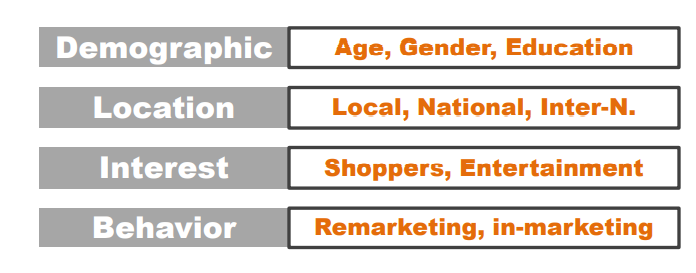 Demographic Age, Gender, Education
Location Local, National, Inter-N.
Interest Shoppers, Entertainment
Behavior Remarketing, in-marketing